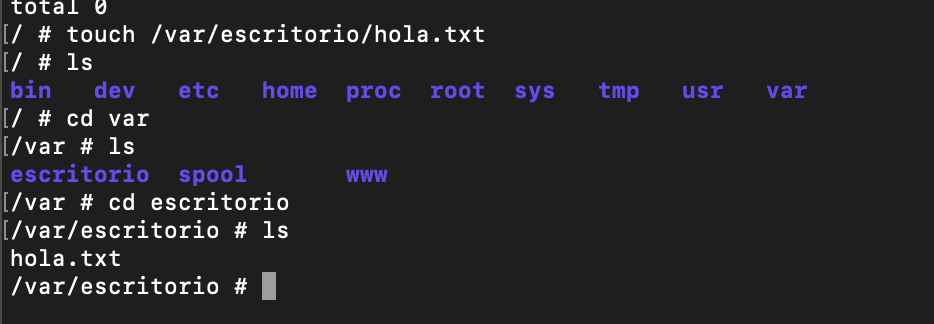 total 0
[/ # touch /var/escritorio/hola.txt
[/ # ls
bin   dev   etc   home  proc  root  sys   tmp   usr   var
[/ # cd var
[/var # ls
escritorio  spool       www
[/var # cd escritorio
[/var/escritorio # ls
hola.txt
/var/escritorio #